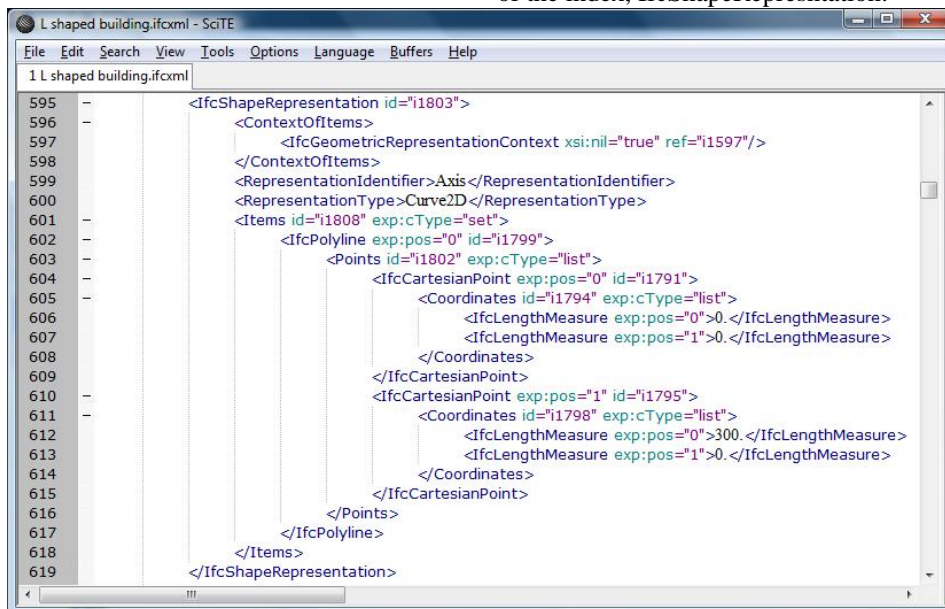 of the index, IfcShapeRepresntation.
L shaped building.ifcxml - SciTE
File Edit Search View Tools Options Language Buffers Help
1 L shaped building.ifcxml
595 <IfcShapeRepresentation id="i1803">
596 <ContextOfItems>
597 <IfcGeometricRepresentationContext xsi:nil="true" ref="i1597"/>
598 </ContextOfItems>
599 <RepresentationIdentifier>Axis</RepresentationIdentifier>
600 <RepresentationType>Curve2D</RepresentationType>
601 <Items id="i1808" exp:cType="set">
602 <IfcPolyline exp:pos="0" id="i1799">
603 <Points id="i1802" exp:cType="list">
604 <IfcCartesianPoint exp:pos="0" id="i1791">
605 <Coordinates id="i1794" exp:cType="list">
606 <IfcLengthMeasure exp:pos="0">0.</IfcLengthMeasure>
607 <IfcLengthMeasure exp:pos="1">0.</IfcLengthMeasure>
608 </Coordinates>
609 </IfcCartesianPoint>
610 <IfcCartesianPoint exp:pos="1" id="i1795">
611 <Coordinates id="i1798" exp:cType="list">
612 <IfcLengthMeasure exp:pos="0">300.</IfcLengthMeasure>
613 <IfcLengthMeasure exp:pos="1">0.</IfcLengthMeasure>
614 </Coordinates>
615 </IfcCartesianPoint>
616 </Points>
617 </IfcPolyline>
618 </Items>
619 </IfcShapeRepresentation>